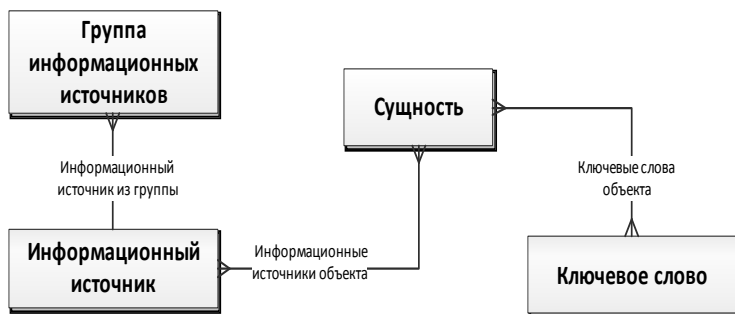 Группа
информационных
источников
Сущность
Информационный
источник из группы
Ключевые слова
объекта
Информационный
источник
Информационные
источники объекта
Ключевое слово